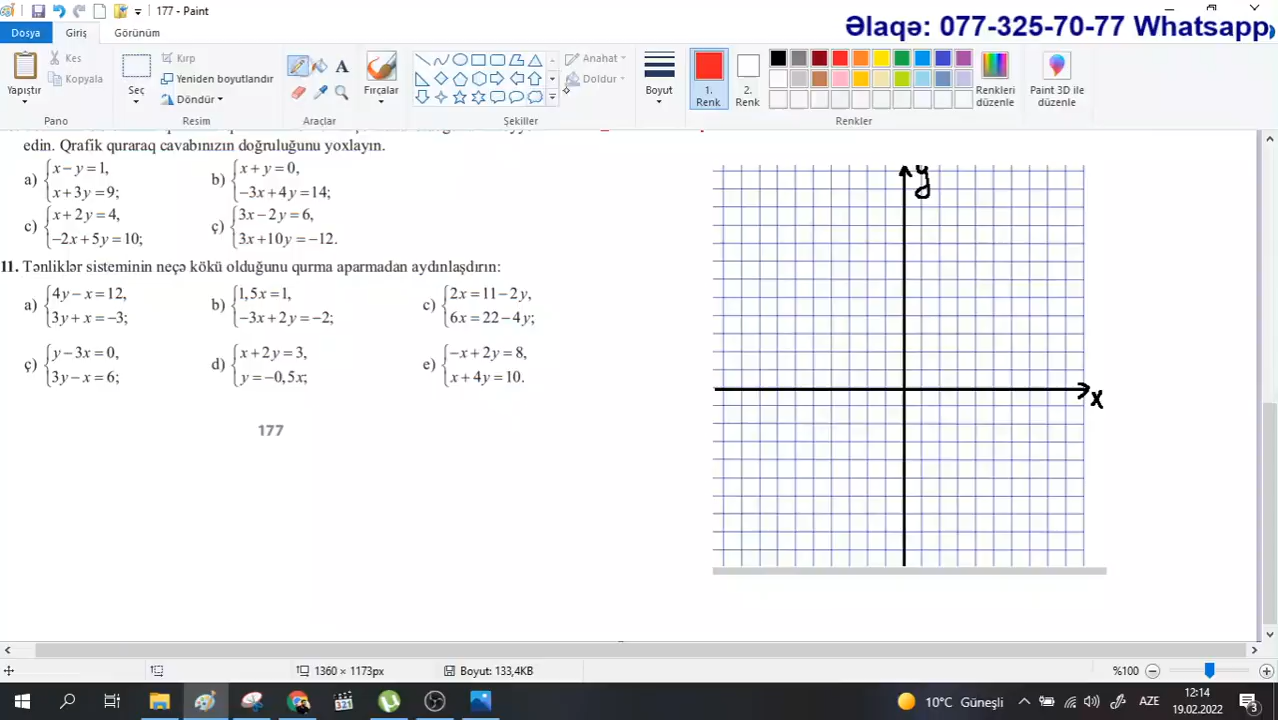 177 - Paint
Əlaqə: 077-325-70-77 Whatsapp
Dosya Giriş Görünüm
Yapıştır Kes Kopyala
Seç Kırp Yeniden boyutlandır Döndür
A Fırçalar
Anahat Doldur
Boyut 1. Renk 2. Renk Renkleri düzenle Paint 3D ile düzenle
Pano Resim Araçlar Şekiller Renkler
edin. Qrafik quraraq cavabınızın doğruluğunu yoxlayın.
a) {x − y = 1, x + 3y = 9; b) {x + y = 0, −3x + 4y = 14;
c) {x + 2y = 4, −2x + 5y = 10; ç) {3x − 2y = 6, 3x + 10y = −12.
11. Tənliklər sisteminin neçə kökü olduğunu qurma aparmadan aydınlaşdırın:
a) {4y − x = 12, 3y + x = −3; b) {1,5x = 1, −3x + 2y = −2; c) {2x = 11 − 2y, 6x = 22 − 4y;
ç) {y − 3x = 0, 3y − x = 6; d) {x + 2y = 3, y = −0,5x; e) {−x + 2y = 8, x + 4y = 10.
177
y
x
1360 × 1173px Boyut: 133,4KB %100
321
10°C Güneşli AZE 12:14
19.02.2022 3